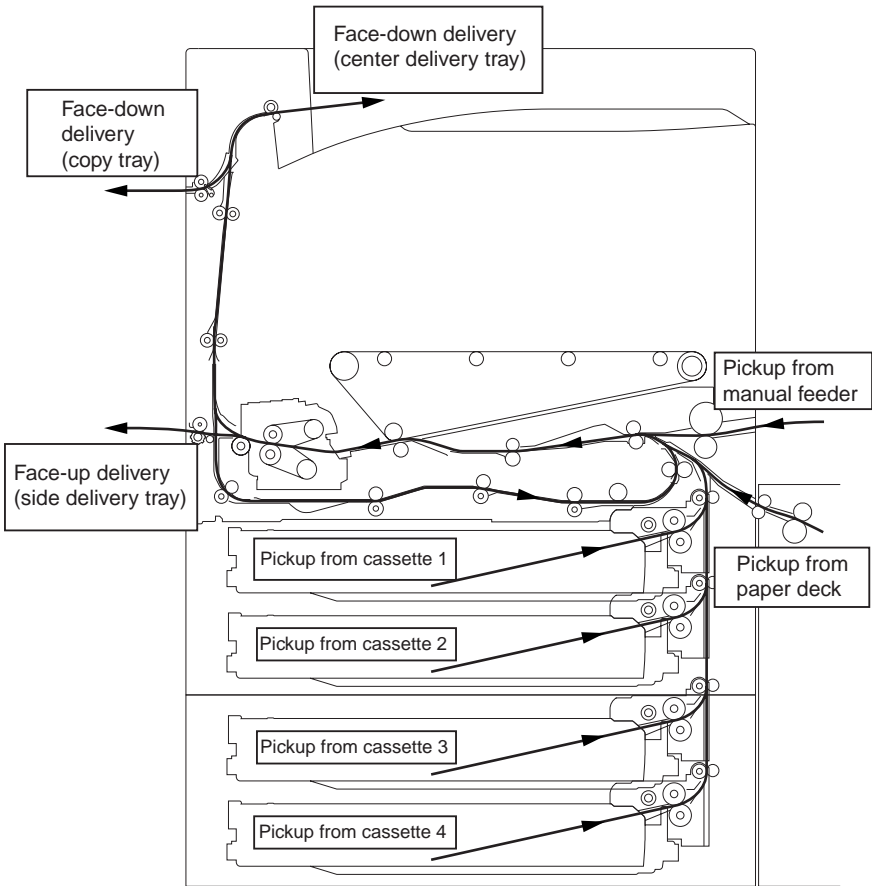 Face-down delivery
(center delivery tray)
Face-down
delivery
(copy tray)
Pickup from
manual feeder
Face-up delivery
(side delivery tray)
Pickup from cassette 1
Pickup from
paper deck
Pickup from cassette 2
Pickup from cassette 3
Pickup from cassette 4